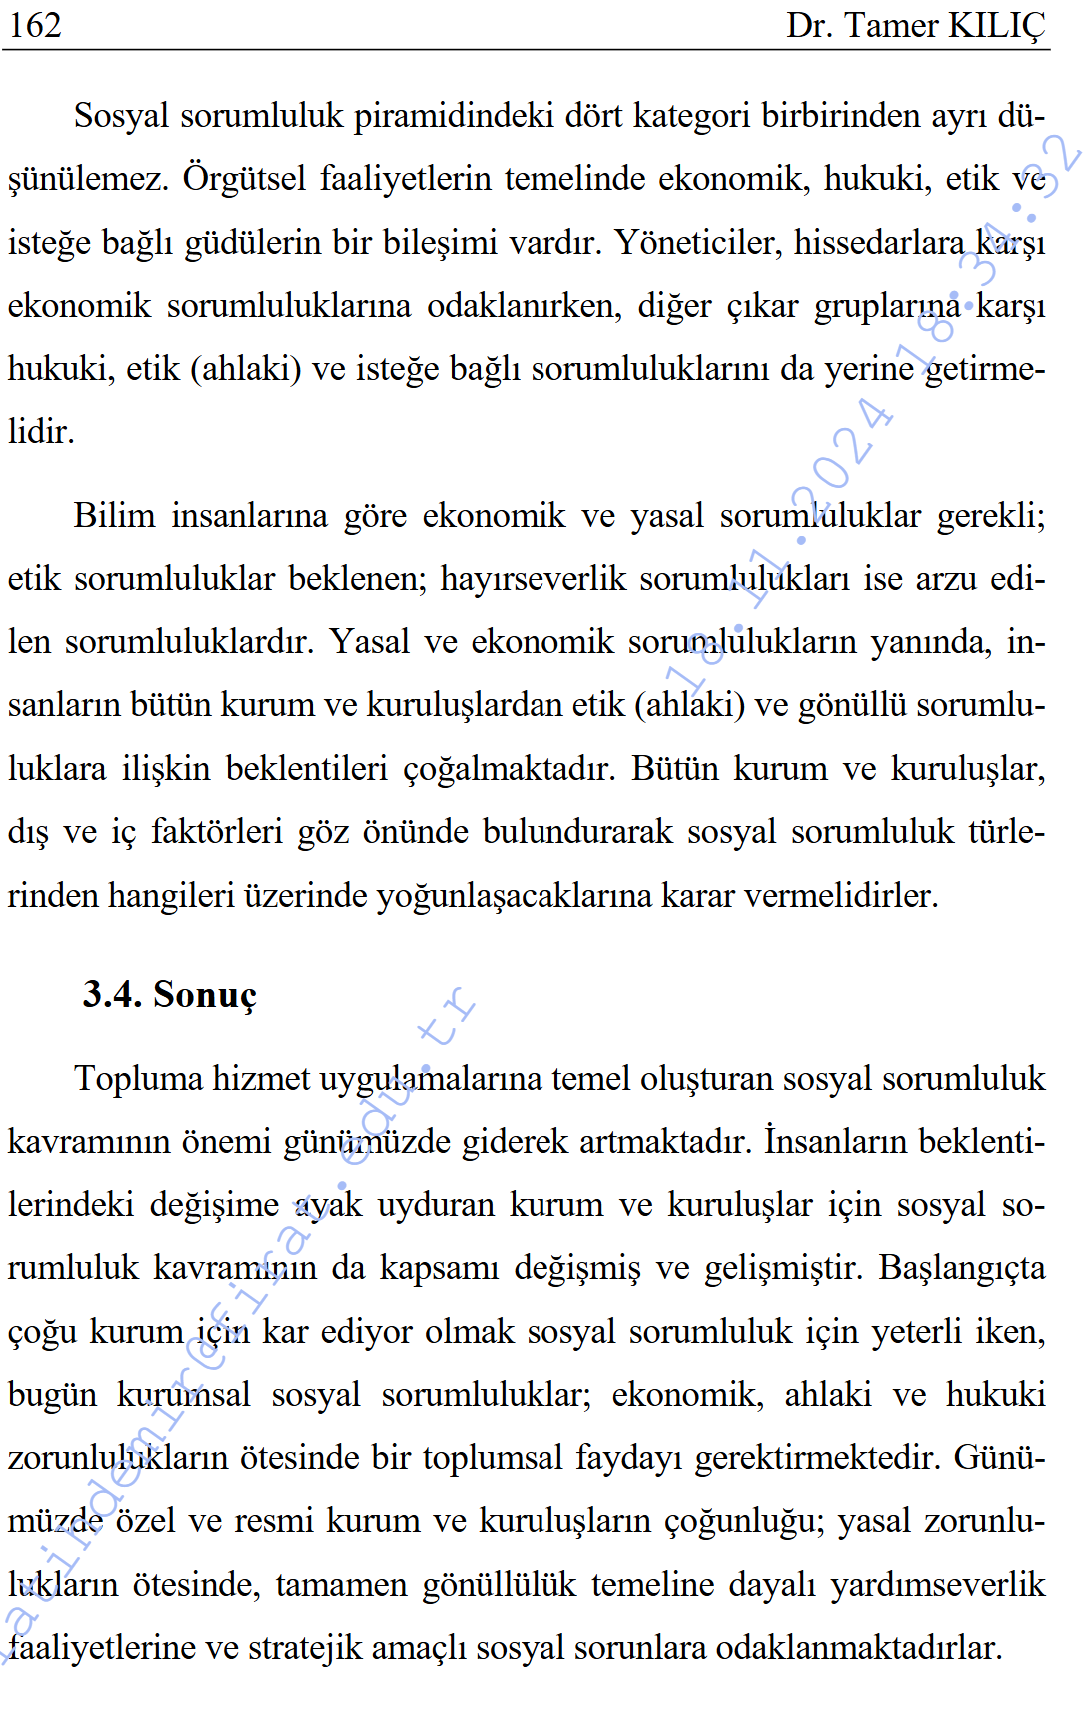 162 Dr. Tamer KILIÇ
Sosyal sorumluluk piramidindeki dört kategori birbirinden ayrı dü-
şünülemez. Örgütsel faaliyetlerin temelinde ekonomik, hukuki, etik ve
isteğe bağlı güdülerin bir bileşimi vardır. Yöneticiler, hissedarlara karşı
ekonomik sorumluluklarına odaklanırken, diğer çıkar gruplarına karşı
hukuki, etik (ahlaki) ve isteğe bağlı sorumluluklarını da yerine getirme-
lidir.
Bilim insanlarına göre ekonomik ve yasal sorumluluklar gerekli;
etik sorumluluklar beklenen; hayırseverlik sorumlulukları ise arzu edi-
len sorumluluklardır. Yasal ve ekonomik sorumlulukların yanında, in-
sanların bütün kurum ve kuruluşlardan etik (ahlaki) ve gönüllü sorumlu-
luklara ilişkin beklentileri çoğalmaktadır. Bütün kurum ve kuruluşlar,
dış ve iç faktörleri göz önünde bulundurarak sosyal sorumluluk türle-
rinden hangileri üzerinde yoğunlaşacaklarına karar vermelidirler.
3.4. Sonuç
Topluma hizmet uygulamalarına temel oluşturan sosyal sorumluluk
kavramının önemi günümüzde giderek artmaktadır. İnsanların beklenti-
lerindeki değişime ayak uyduran kurum ve kuruluşlar için sosyal so-
rumluluk kavramının da kapsamı değişmiş ve gelişmiştir. Başlangıçta
çoğu kurum için kar ediyor olmak sosyal sorumluluk için yeterli iken,
bugün kurumsal sosyal sorumluluklar; ekonomik, ahlaki ve hukuki
zorunlulukların ötesinde bir toplumsal faydayı gerektirmektedir. Günü-
müzde özel ve resmi kurum ve kuruluşların çoğunluğu; yasal zorunlu-
lukların ötesinde, tamamen gönüllülük temeline dayalı yardımseverlik
faaliyetlerine ve stratejik amaçlı sosyal sorunlara odaklanmaktadırlar.
atihdemir@firat.edu.tr
18.11.2024 18:34:32